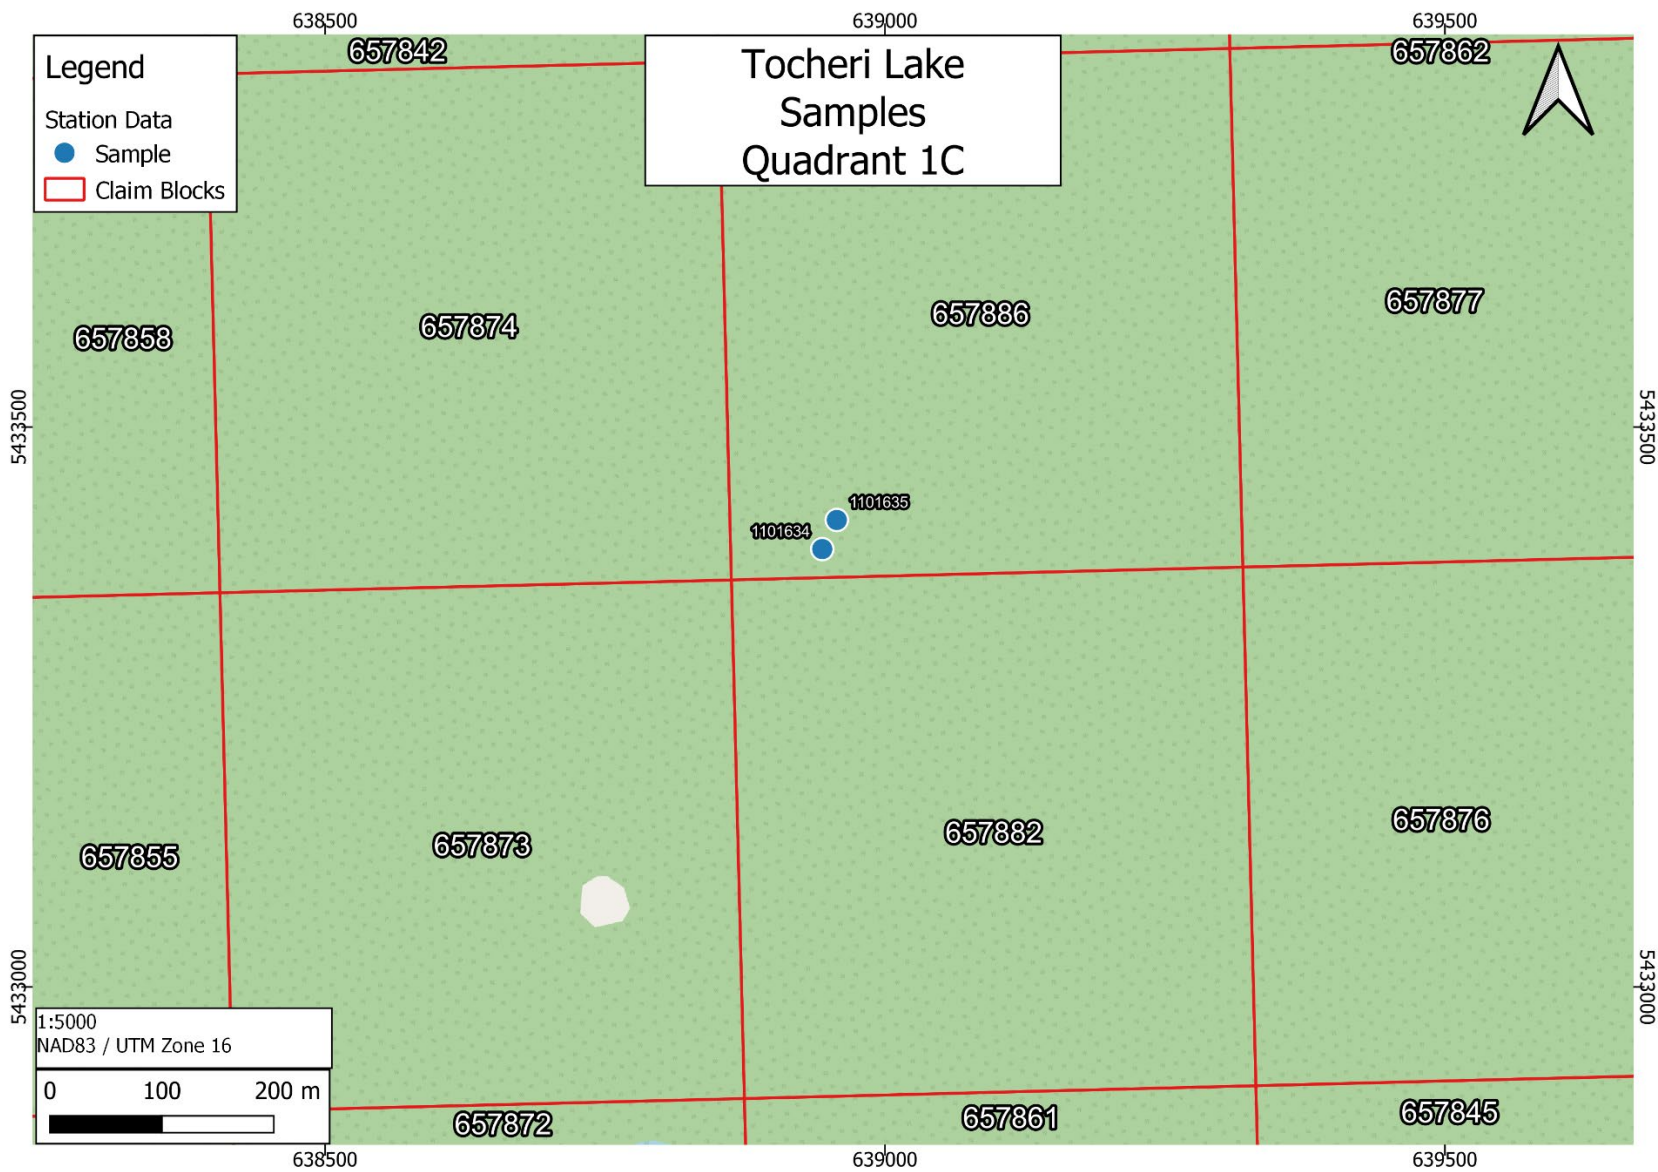 638500
639000
639500
Legend
Station Data
Sample
Claim Blocks
Tocheri Lake
Samples
Quadrant 1C
657842
657862
657858
657874
657886
657877
5433500
5433500
1101635
1101634
657855
657873
657882
657876
5433000
5433000
1:5000
NAD83 / UTM Zone 16
0 100 200 m
657872
657861
657845
638500
639000
639500